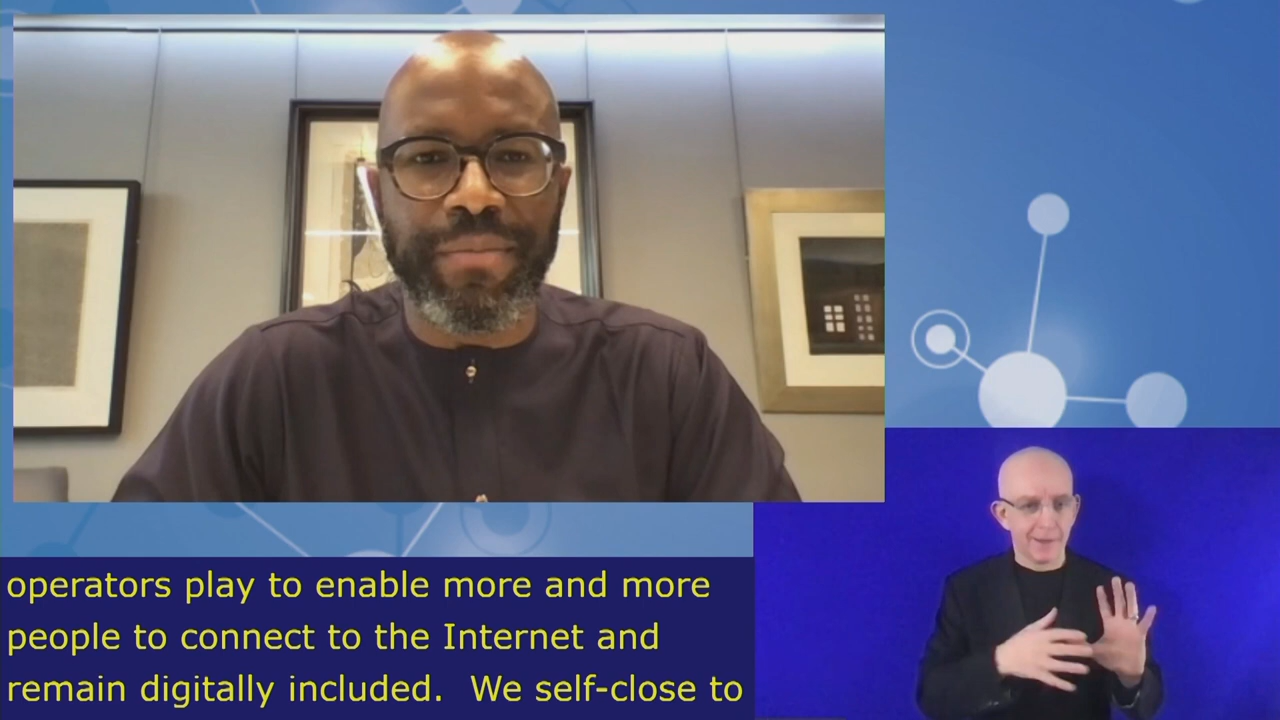 operators play to enable more and more
people to connect to the Internet and
remain digitally included.  We self-close to